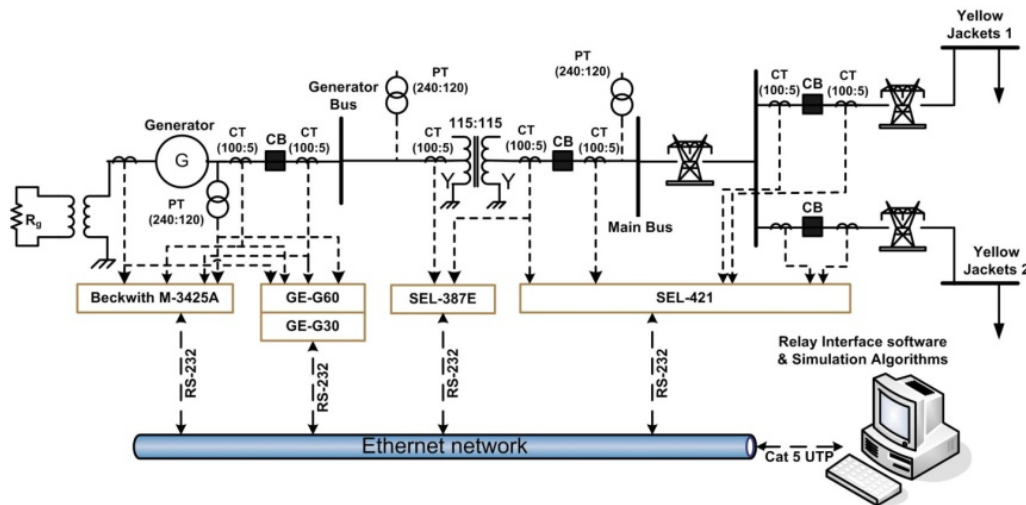 Yellow
Jackets 1
PT
(240:120)
CT
(100:5)
CB
CT
(100:5)
PT
(240:120)
Generator
Bus
115:115
Generator
G
CT
(100:5)
CB
CT
(100:5)
CT
(100:5)
CT
(100:5)
CB
CT
(100:5)
Y
Y
Rg
PT
(240:120)
Main Bus
CB
Yellow
Jackets 2
Beckwith M-3425A
GE-G60
GE-G30
SEL-387E
SEL-421
RS-232
RS-232
RS-232
RS-232
Relay Interface software
& Simulation Algorithms
Ethernet network
Cat 5 UTP